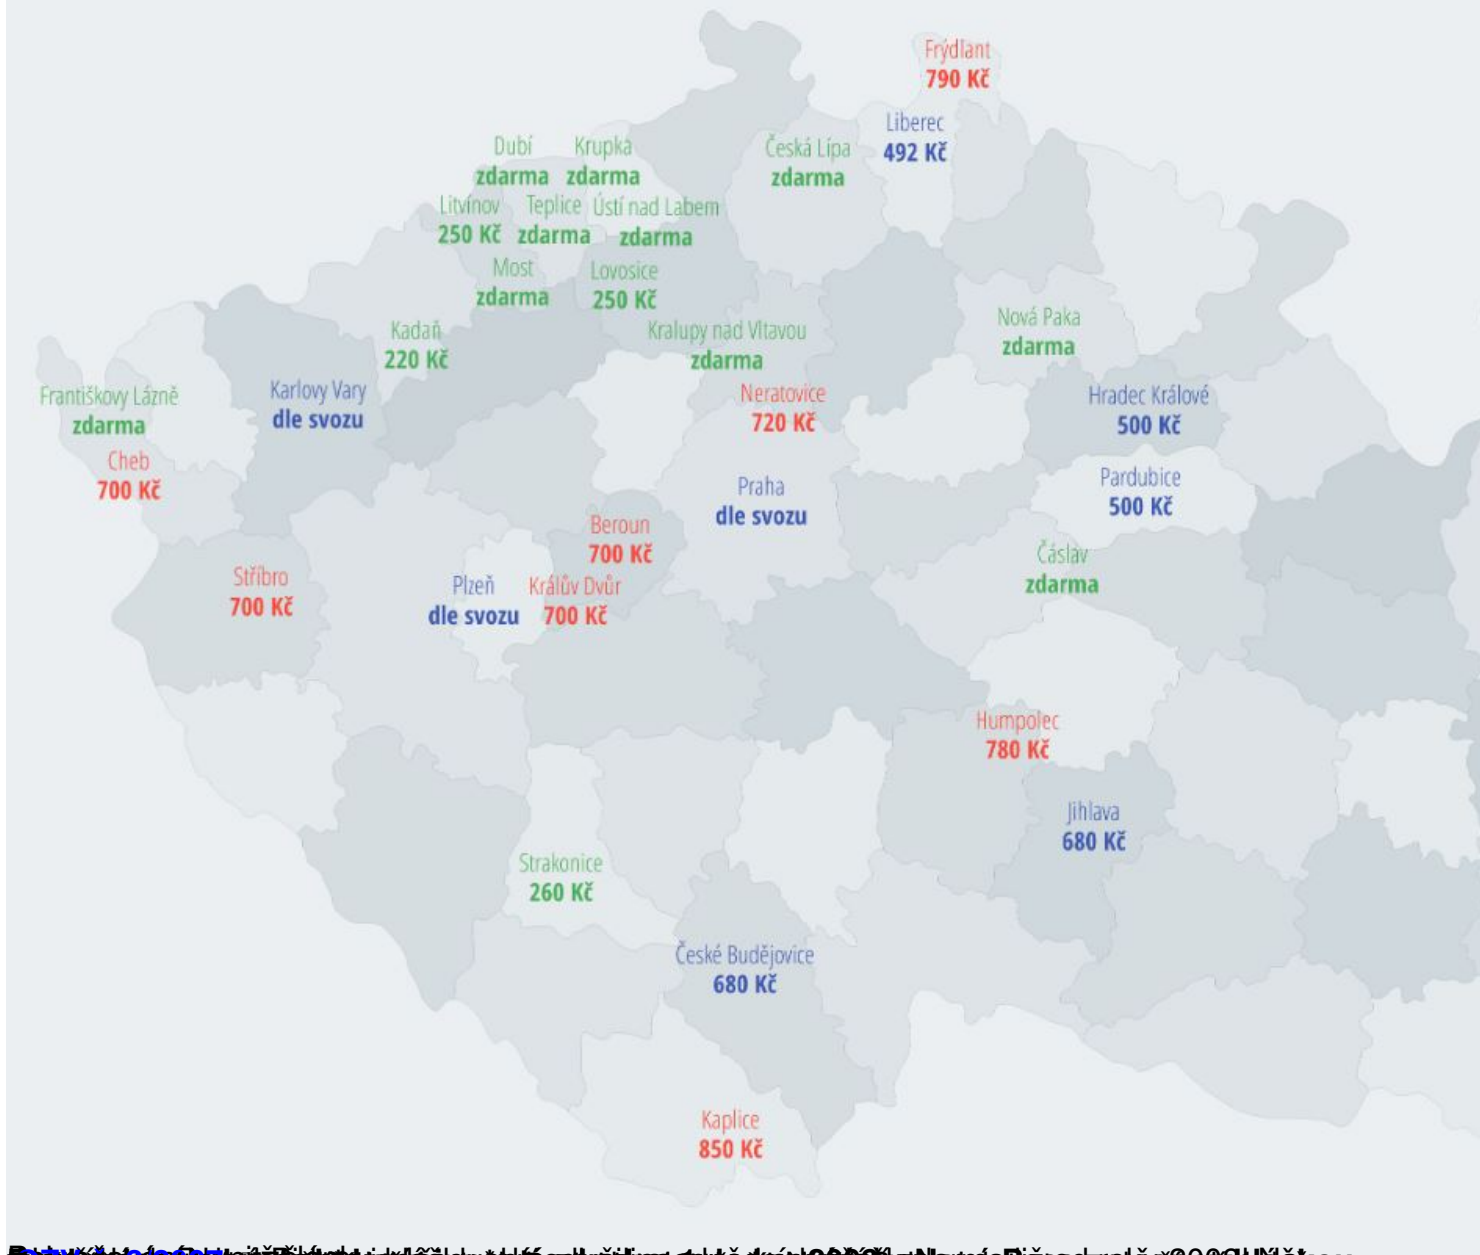 Frýdlant
790 Kč
Liberec
492 Kč
Česká Lípa
zdarma
Dubí
zdarma
Krupka
zdarma
Litvínov
250 Kč
Teplice
zdarma
Ústí nad Labem
zdarma
Most
zdarma
Lovosice
250 Kč
Kadaň
220 Kč
Kralupy nad Vltavou
zdarma
Nová Paka
zdarma
Františkovy Lázně
zdarma
Karlovy Vary
dle svozu
Neratovice
720 Kč
Hradec Králové
500 Kč
Cheb
700 Kč
Praha
dle svozu
Pardubice
500 Kč
Beroun
700 Kč
Čáslav
zdarma
Stříbro
700 Kč
Plzeň
dle svozu
Králův Dvůr
700 Kč
Humpolec
780 Kč
Jihlava
680 Kč
Strakonice
260 Kč
České Budějovice
680 Kč
Kaplice
850 Kč